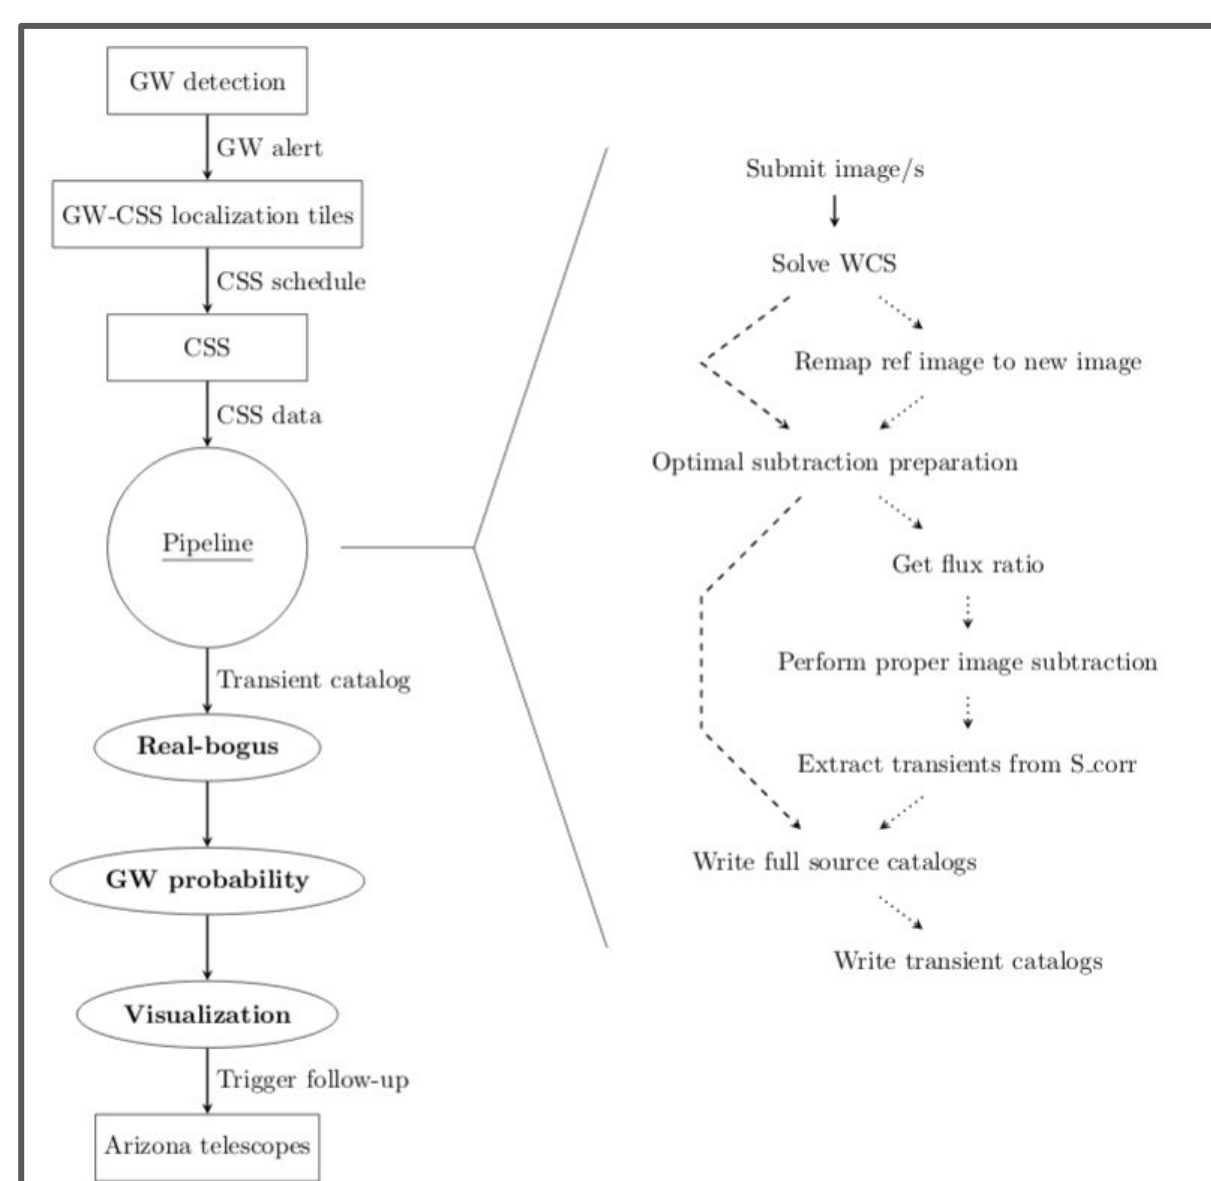 GW detection
GW alert
GW-CSS localization tiles
CSS schedule
CSS
CSS data
Pipeline
Transient catalog
Real-bogus
GW probability
Visualization
Trigger follow-up
Arizona telescopes
Submit image/s
Solve WCS
Remap ref image to new image
Optimal subtraction preparation
Get flux ratio
Perform proper image subtraction
Extract transients from S_corr
Write full source catalogs
Write transient catalogs